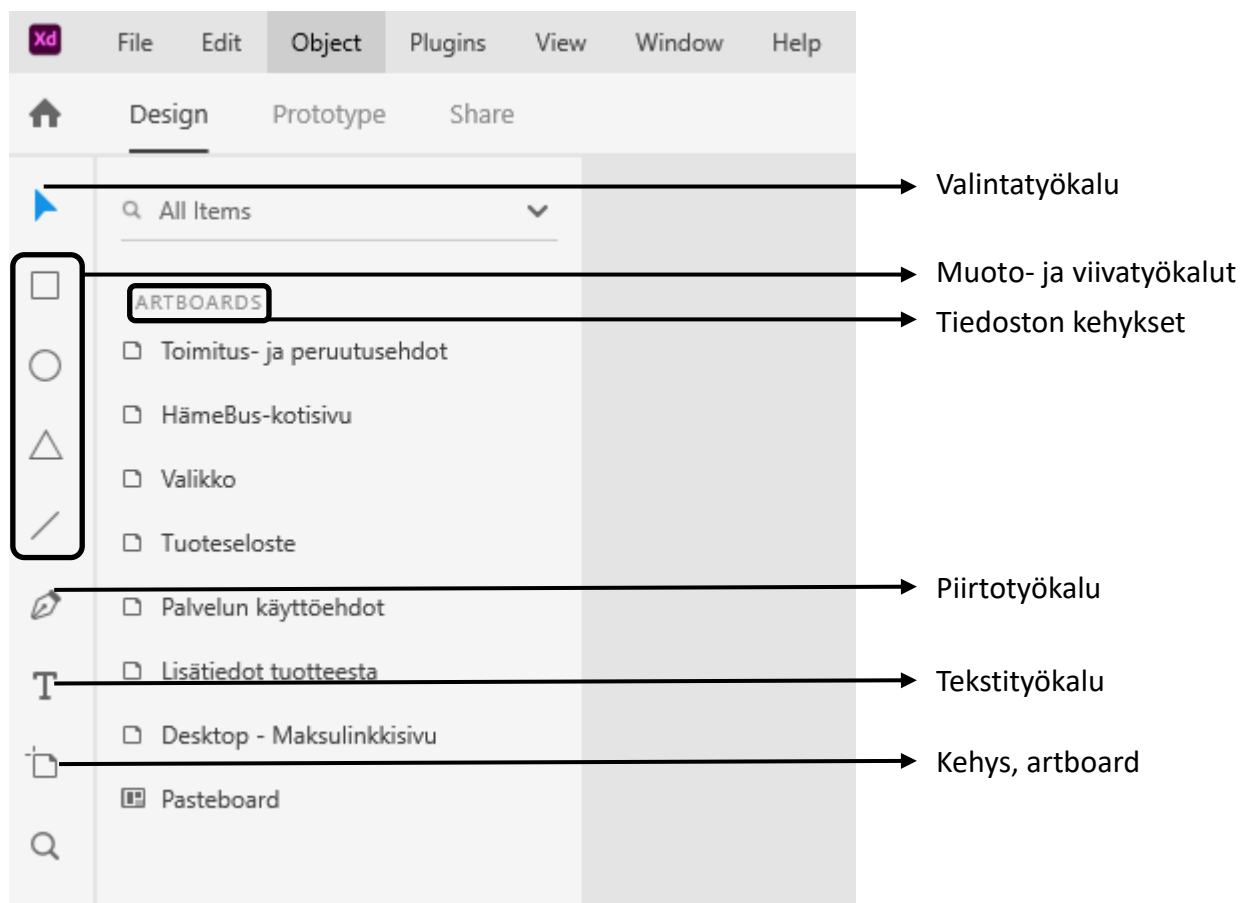 Xd File Edit Object Plugins View Window Help
Design Prototype Share
Valintatyökalu
All Items
Muoto- ja viivatyökalut
ARTBOARDS
Tiedoston kehykset
Toimitus- ja peruutusehdot
HämeBus-kotisivu
Valikko
Tuoteseloste
Palvelun käyttöehdot
Piirtotyökalu
Lisätiedot tuotteesta
T
Tekstityökalu
Desktop - Maksulinkkisivu
Kehys, artboard
Pasteboard